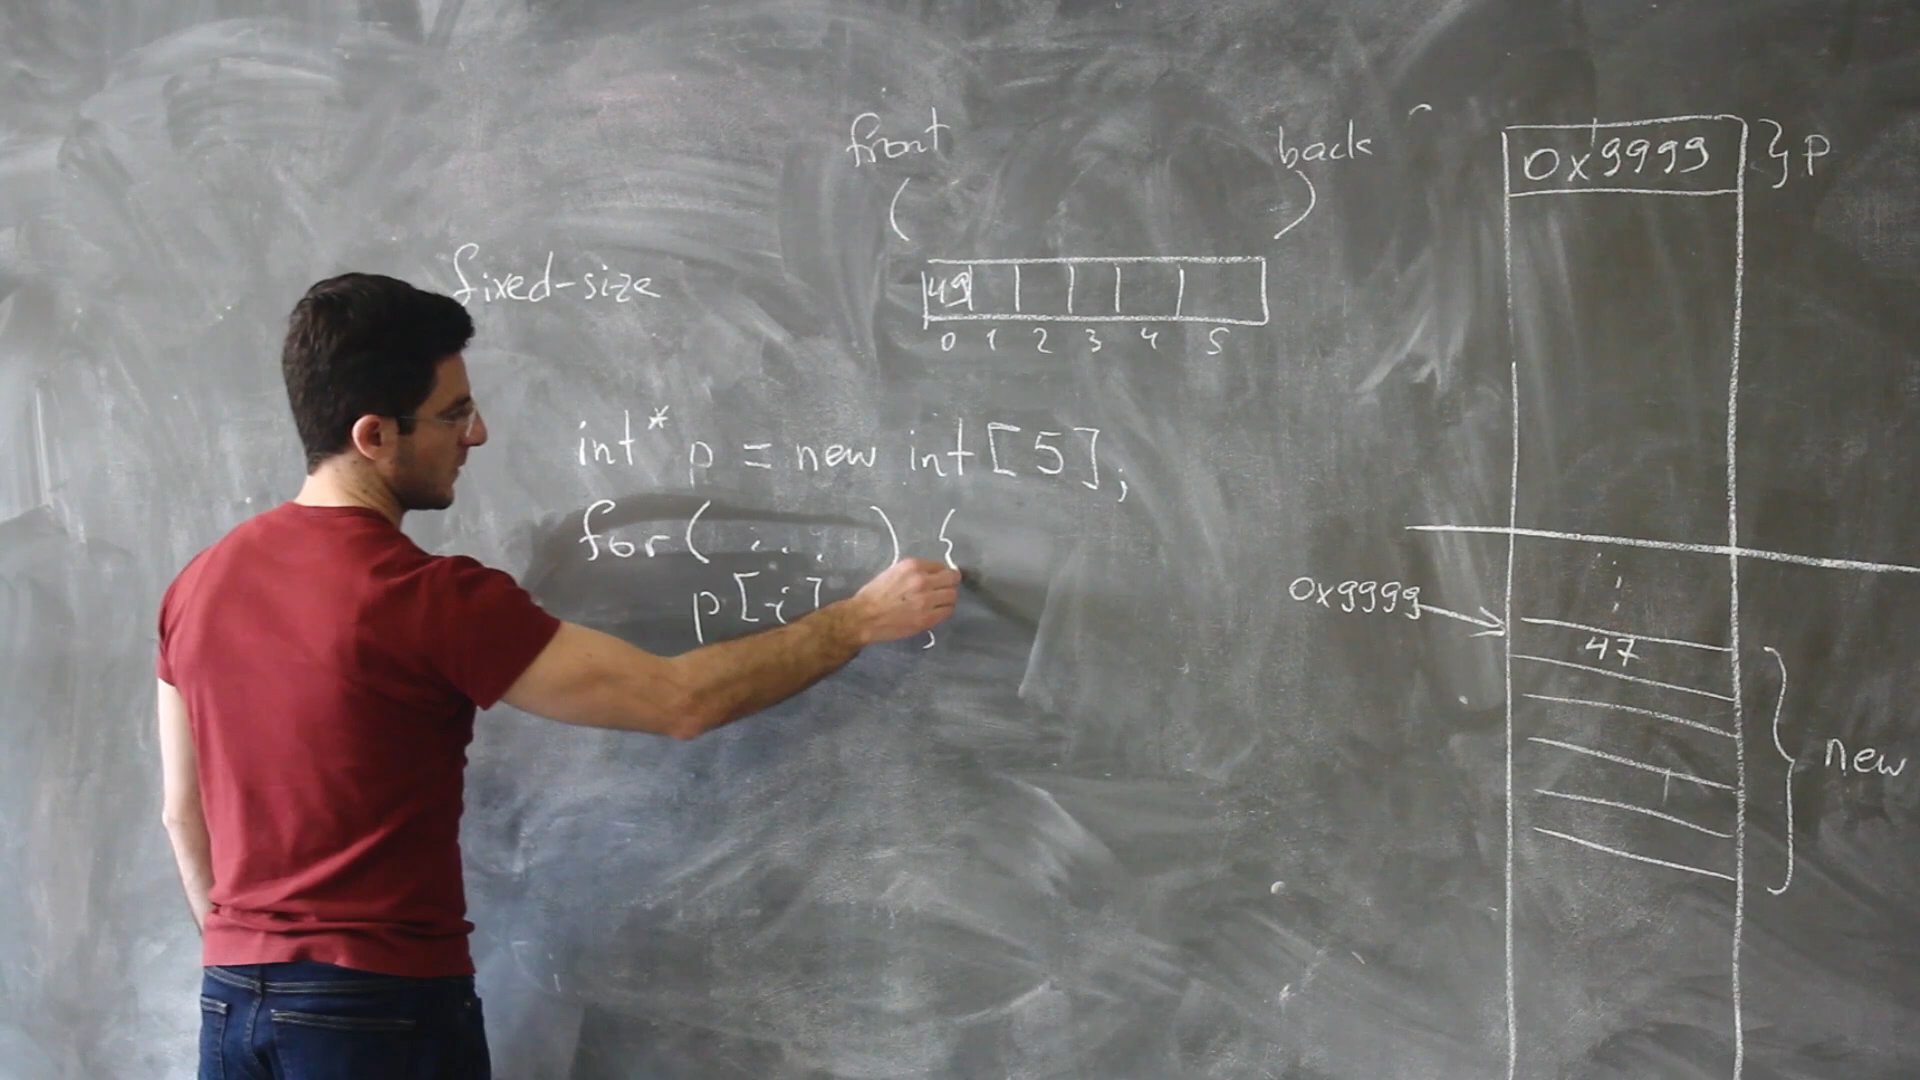 front
back
0x9999 } p
fixed-size
49
0 1 2 3 4 5
int* p = new int[5];
for( ... ) {
p[i] ;
0x9999
47
} new